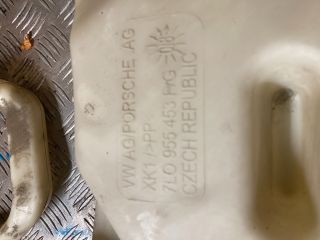 VW AG/PORSCHE AG
XK1 />PP
7L0 955 453 HG
CZECH REPUBLIC